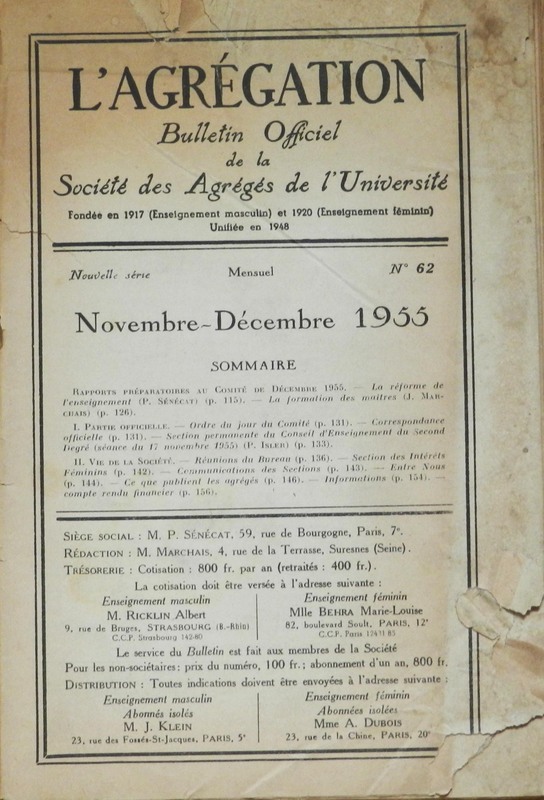 L'AGRÉGATION
Bulletin Officiel
de la
Société des Agrégés de l'Université
Fondée en 1917 (Enseignement masculin) et 1920 (Enseignement féminin)
Unifiée en 1948
Nouvelle série
Mensuel
N° 62
Novembre-Décembre 1955
SOMMAIRE
RAPPORTS PRÉPARATOIRES AU COMITÉ DE DÉCEMBRE 1955. — La réforme de
l'enseignement (P. SÉNÉCAT) (p. 115). — La formation des maîtres (J. MAR-
CHAIS) (p. 126).
I. PARTIE OFFICIELLE. — Ordre du jour du Comité (p. 131). — Correspondance
officielle (p. 131). — Section permanente du Conseil d'Enseignement du Second
degré (séance du 17 novembre 1955) (P. ISLER) (p. 133).
II. VIE DE LA SOCIÉTÉ. — Réunions du Bureau (p. 136). — Section des Intérêts
Féminins (p. 142). — Communications des Sections (p. 143). — Entre Nous
(p. 144). — Ce que publient les agrégés (p. 146). — Informations (p. 154). —
compte rendu financier (p. 156).
SIÈGE SOCIAL : M. P. SÉNÉCAT, 59, rue de Bourgogne, Paris, 7e.
RÉDACTION : M. MARCHAIS, 4, rue de la Terrasse, Suresnes (Seine).
TRÉSORERIE : Cotisation : 800 fr. par an (retraités : 400 fr.).
La cotisation doit être versée à l'adresse suivante :
Enseignement masculin
M. RICKLIN Albert
9, rue de Bruges, STRASBOURG (B.-Rhin)
C.C.P. Strasbourg 142-60
Enseignement féminin
Mlle BEHRA Marie-Louise
82, boulevard Soult, PARIS, 12e
C.C.P. Paris 12431 85
Le service du Bulletin est fait aux membres de la Société
Pour les non-sociétaires : prix du numéro, 100 fr.; abonnement d'un an, 800 fr.
DISTRIBUTION : Toutes indications doivent être envoyées à l'adresse suivante :
Enseignement masculin
Abonnés isolés
M. J. KLEIN
23, rue des Fossés-St-Jacques, PARIS, 5e
Enseignement féminin
Abonnées isolées
Mme A. DUBOIS
23, rue de la Chine, PARIS, 20e